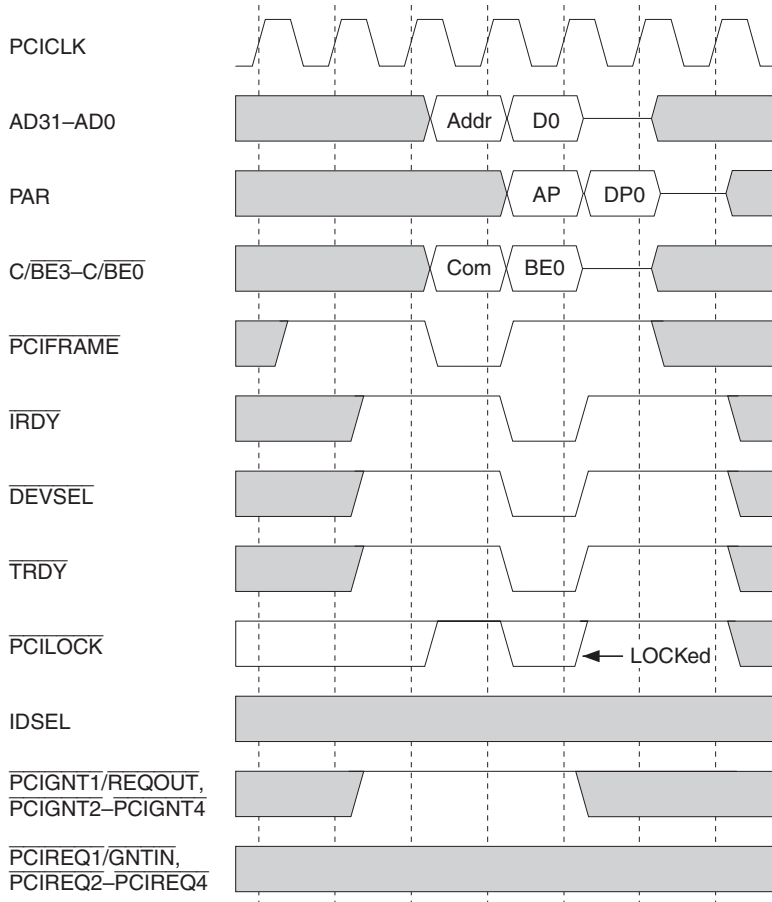 PCICLK
AD31–AD0 Addr D0
PAR AP DP0
C/BE3–C/BE0 Com BE0
PCIFRAME
IRDY
DEVSEL
TRDY
PCILOCK LOCKed
IDSEL
PCIGNT1/REQOUT,
PCIGNT2–PCIGNT4
PCIREQ1/GNTIN,
PCIREQ2–PCIREQ4